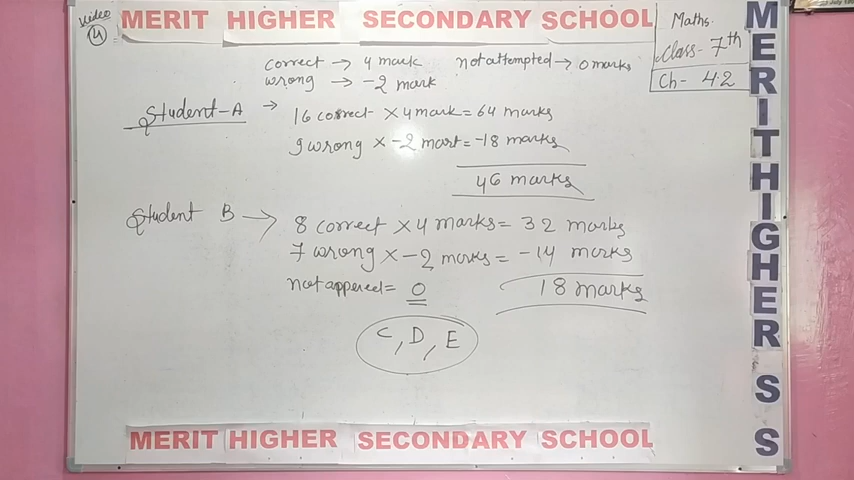 Video 4
MERIT HIGHER SECONDARY SCHOOL
Maths
Class- 7th
Ch- 4.2
correct → 4 mark not attempted → 0 marks
wrong → -2 mark
Student-A → 16 correct × 4 mark = 64 marks
9 wrong × -2 mart = -18 marks
46 marks
Student B → 8 correct × 4 marks = 32 marks
7 wrong × -2 marks = -14 marks
not appered = 0 18 marks
C, D, E
MERIT HIGHER SECONDARY SCHOOL
MERIT HIGHER S S